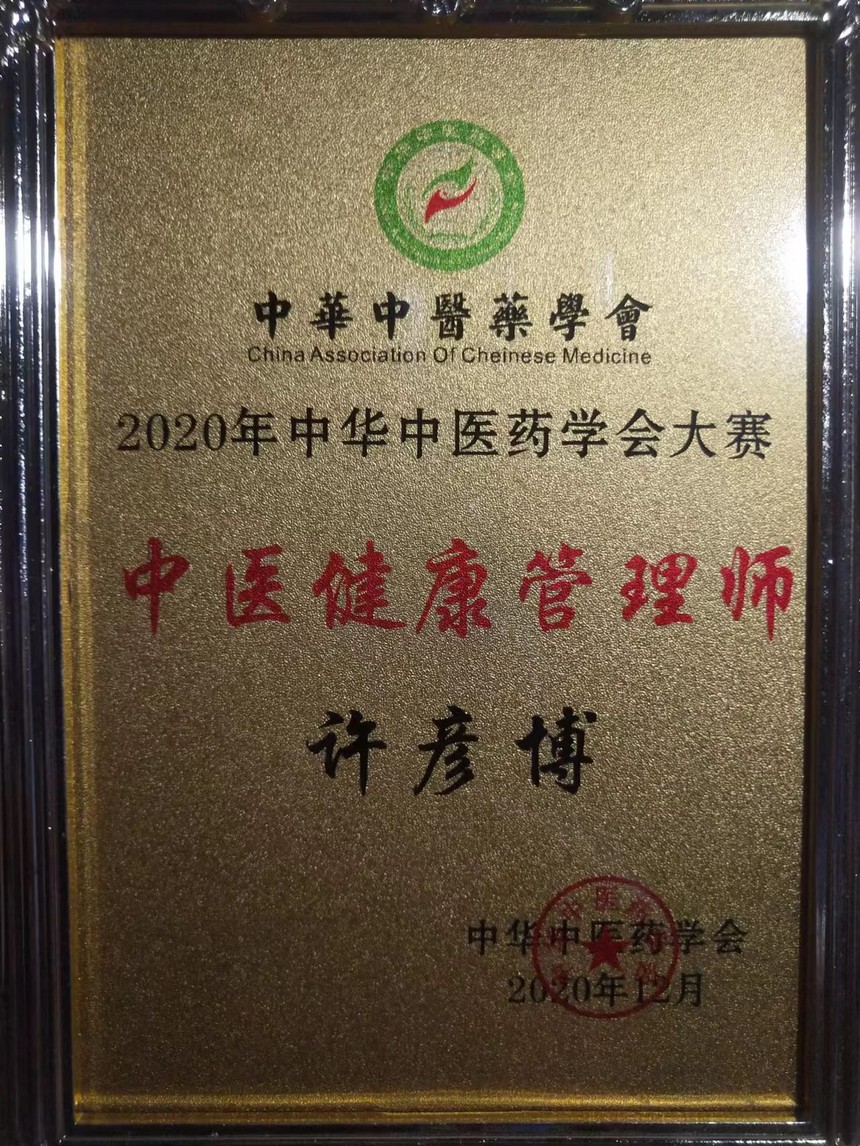 中華中醫藥學會
China Association Of Cheinese Medicine
2020年中华中医药学会大赛
中医健康管理师
许彦博
中华中医药学会
2020年12月